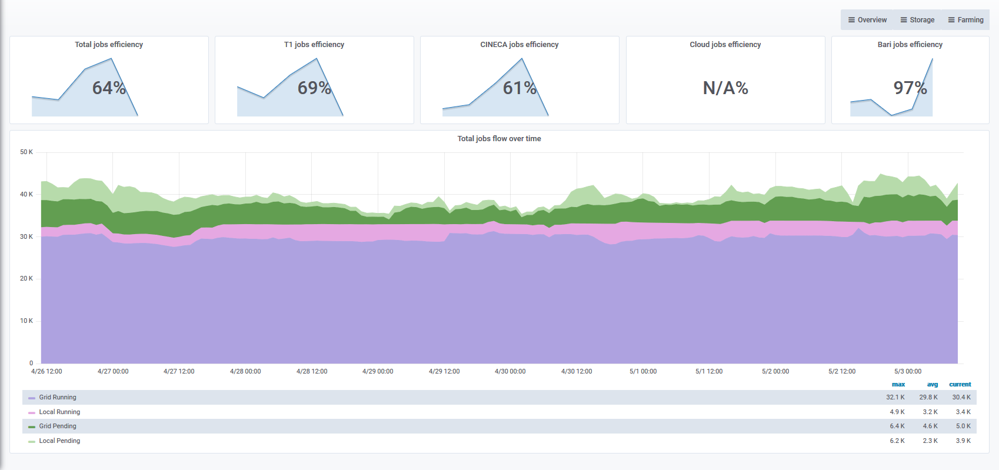 Overview Storage Farming
Total jobs efficiency T1 jobs efficiency CINECA jobs efficiency Cloud jobs efficiency Bari jobs efficiency
64% 69% 61% N/A% 97%
Total jobs flow over time
50 K
40 K
30 K
20 K
10 K
0
4/26 12:00 4/27 00:00 4/27 12:00 4/28 00:00 4/28 12:00 4/29 00:00 4/29 12:00 4/30 00:00 4/30 12:00 5/1 00:00 5/1 12:00 5/2 00:00 5/2 12:00 5/3 00:00
max avg current
Grid Running 32.1 K 29.8 K 30.4 K
Local Running 4.9 K 3.2 K 3.4 K
Grid Pending 6.4 K 4.6 K 5.0 K
Local Pending 6.2 K 2.3 K 3.9 K